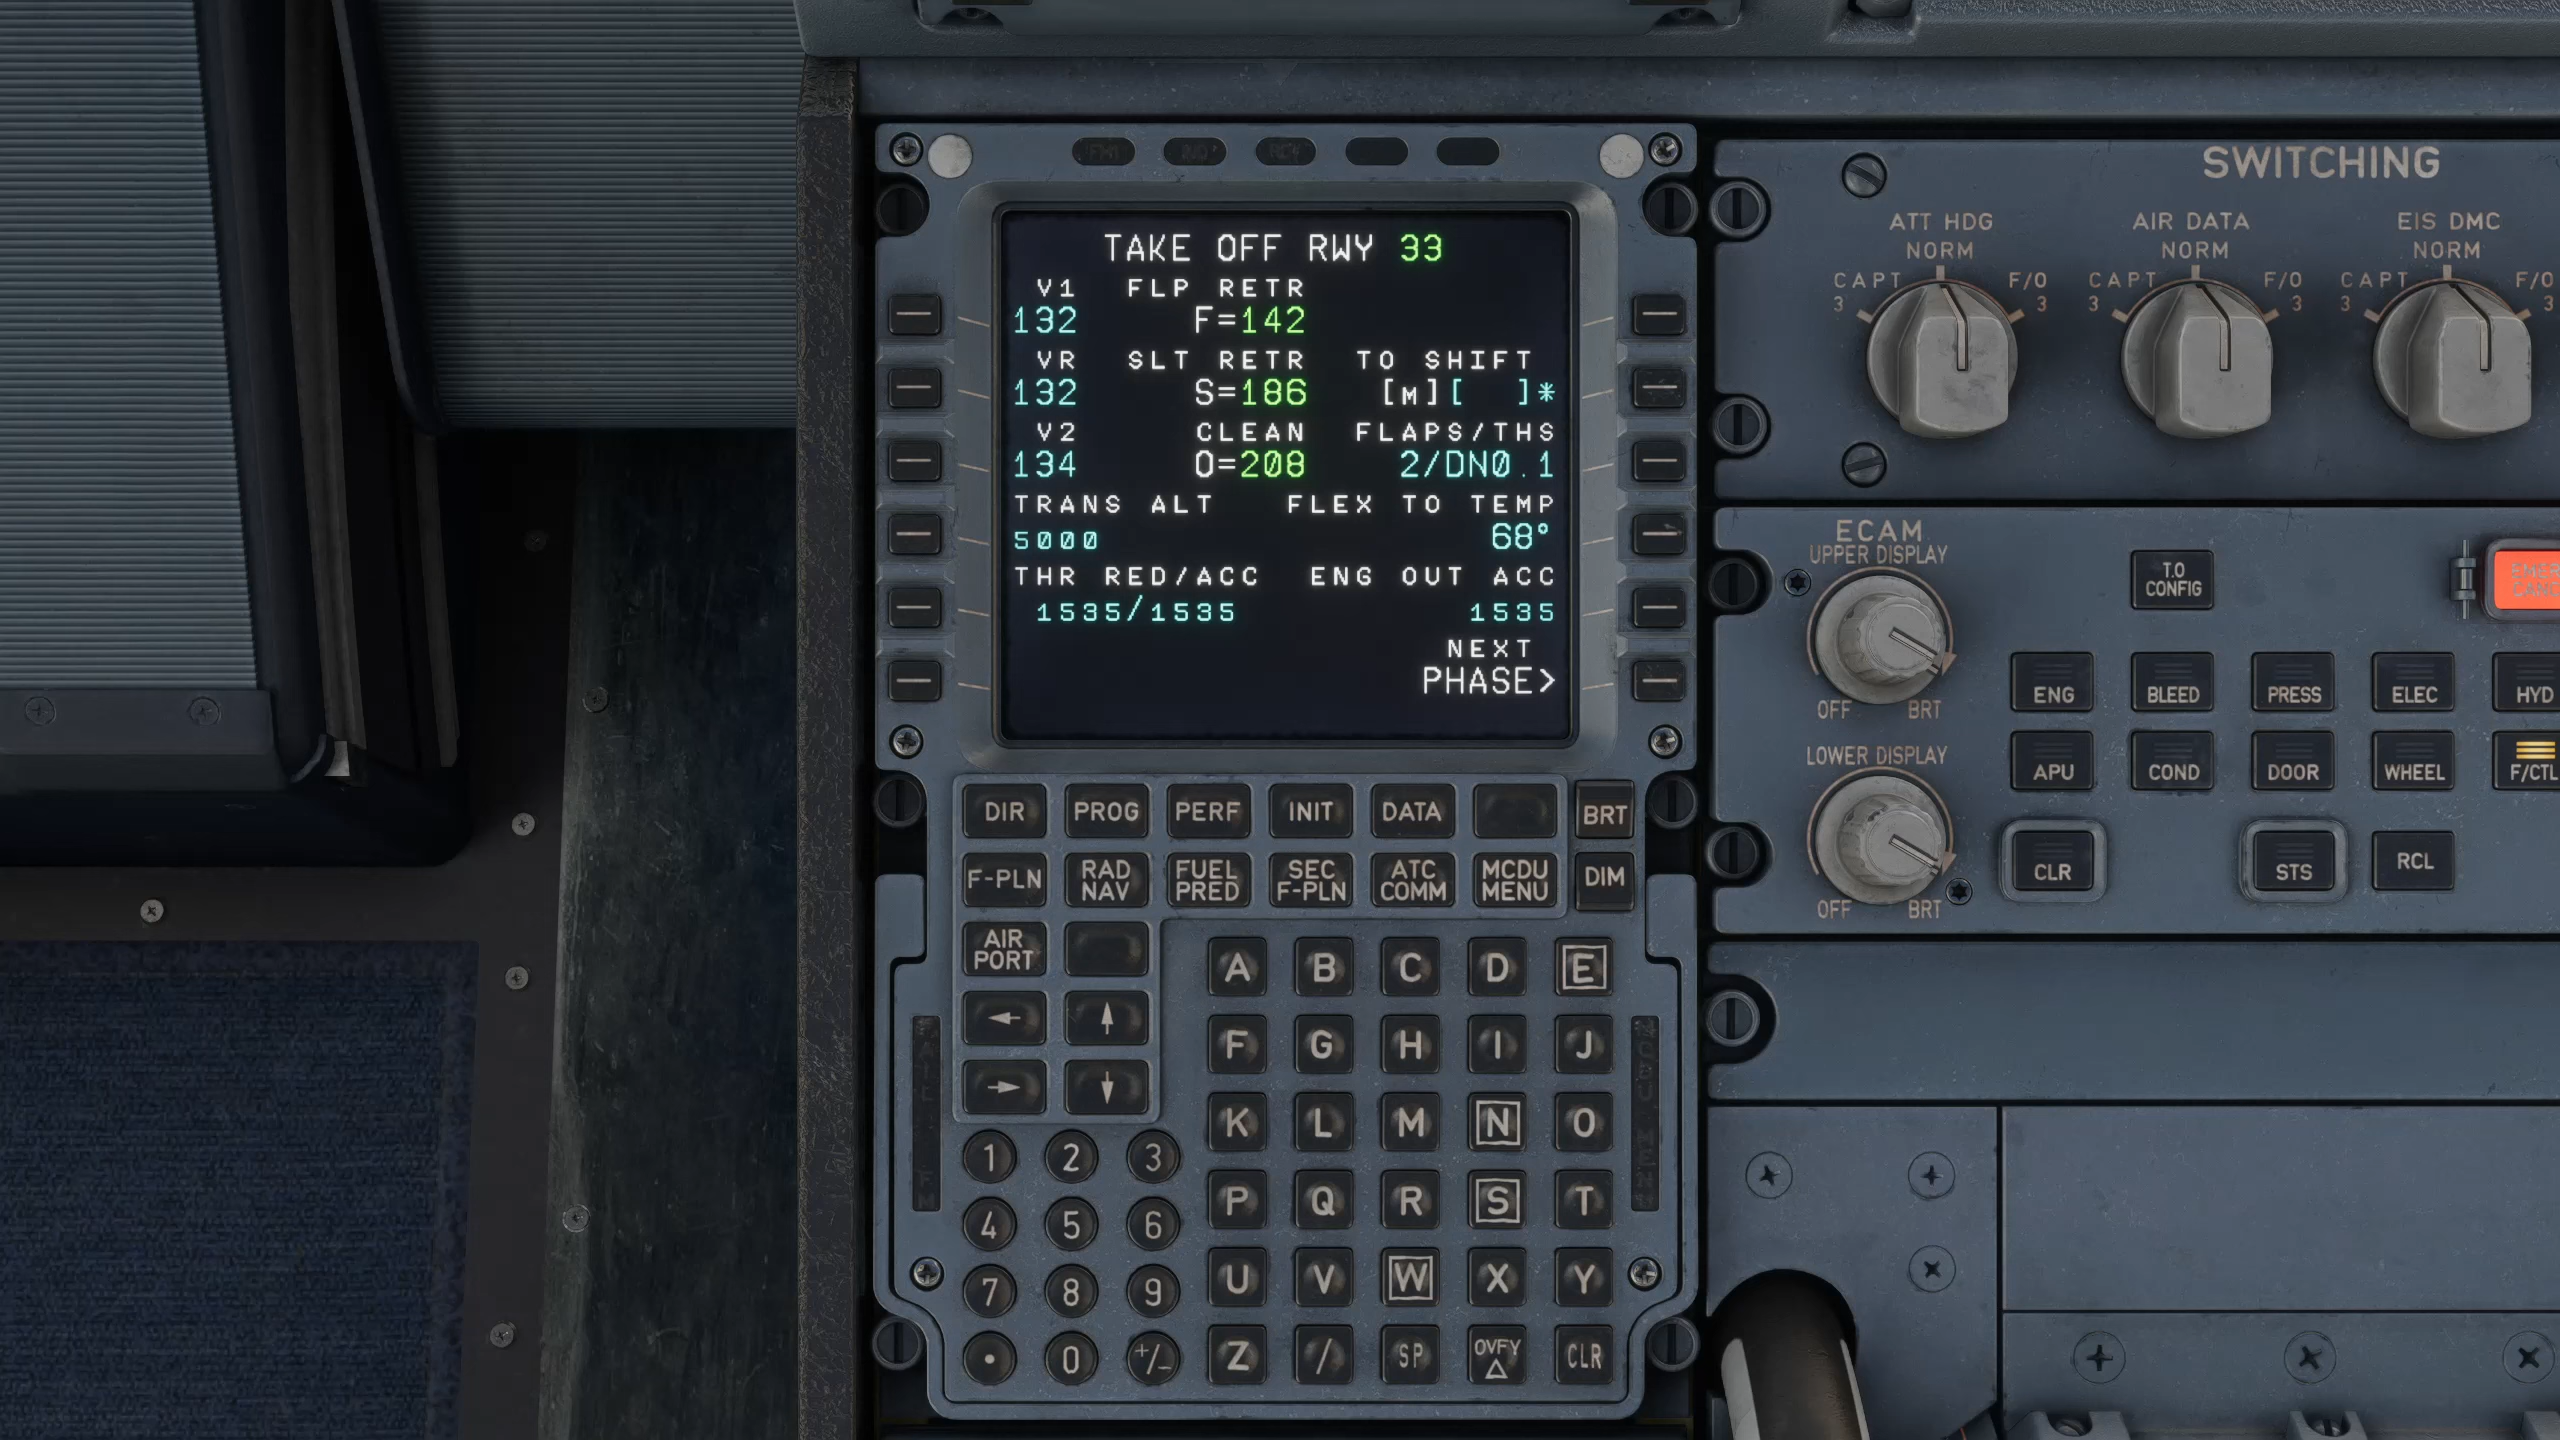 TAKE OFF RWY 33
V1 FLP RETR
132 F=142
VR SLT RETR TO SHIFT
132 S=186 [M][ ]*
V2 CLEAN FLAPS/THS
134 O=208 2/DN0.1
TRANS ALT FLEX TO TEMP
5000 68°
THR RED/ACC ENG OUT ACC
1535/1535 1535
NEXT
PHASE>
DIR PROG PERF INIT DATA BRT
F-PLN RAD NAV FUEL PRED SEC F-PLN ATC COMM MCDU MENU DIM
AIR PORT
← ↑
→ ↓
A B C D E
F G H I J
K L M N O
P Q R S T
U V W X Y
Z / SP OVFY △ CLR
1 2 3
4 5 6
7 8 9
. 0 +/-
SWITCHING
ATT HDG AIR DATA EIS DMC
NORM NORM NORM
CAPT F/O CAPT F/O CAPT F/O
3 3 3 3 3 3
ECAM
UPPER DISPLAY
OFF BRT
T.O
CONFIG
LOWER DISPLAY
OFF BRT
ENG BLEED PRESS ELEC HYD
APU COND DOOR WHEEL F/CTL
CLR STS RCL